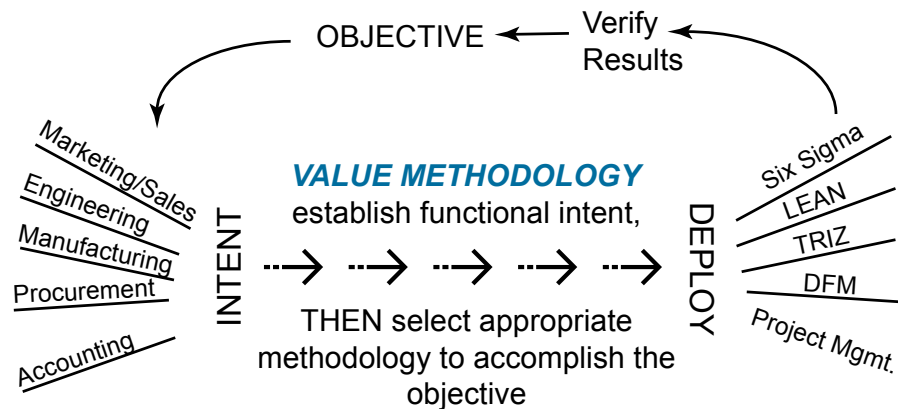 OBJECTIVE
Verify
Results
Marketing/Sales
Engineering
Manufacturing
Procurement
Accounting
INTENT
VALUE METHODOLOGY
establish functional intent,
THEN select appropriate
methodology to accomplish the
objective
DEPLOY
Six Sigma
LEAN
TRIZ
DFM
Project Mgmt.